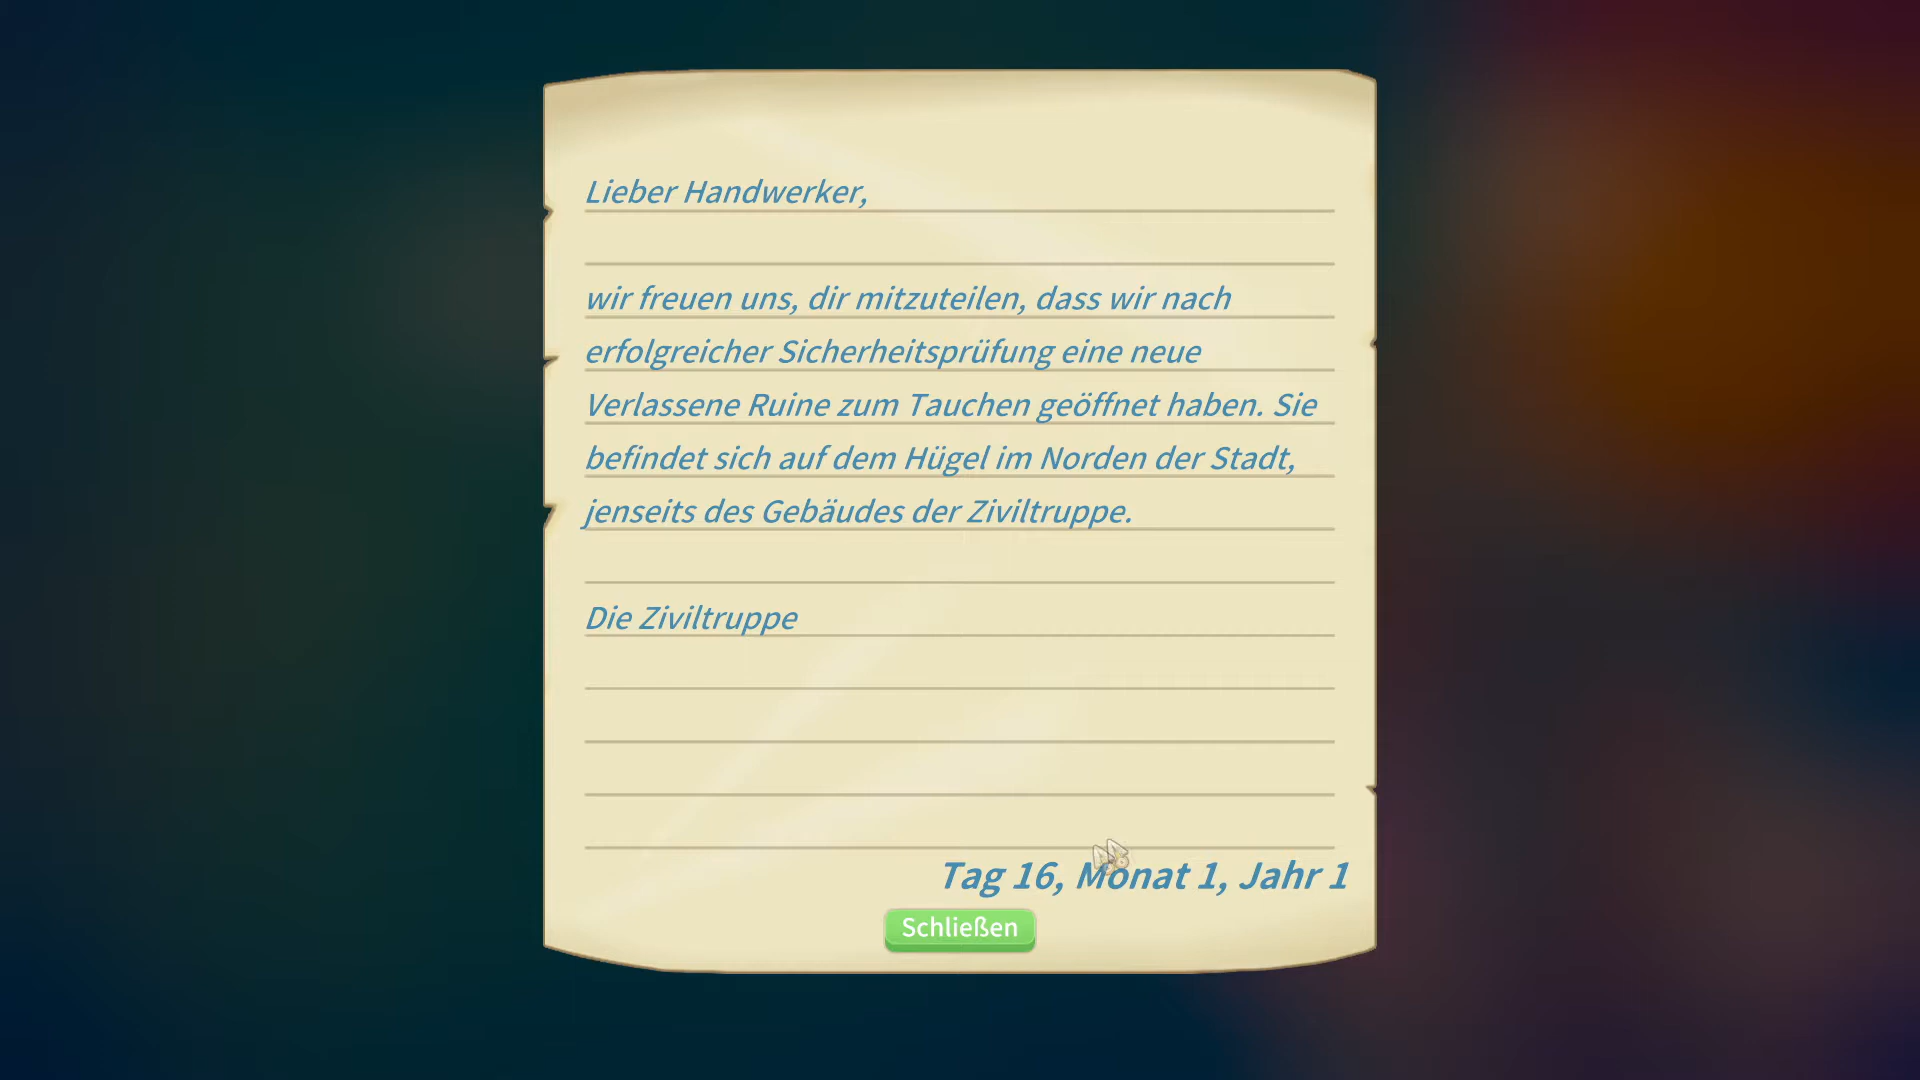 Lieber Handwerker,
wir freuen uns, dir mitzuteilen, dass wir nach
erfolgreicher Sicherheitsprüfung eine neue
Verlassene Ruine zum Tauchen geöffnet haben. Sie
befindet sich auf dem Hügel im Norden der Stadt,
jenseits des Gebäudes der Ziviltruppe.
Die Ziviltruppe
Tag 16, Monat 1, Jahr 1
Schließen